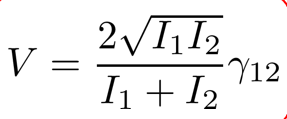 V = \frac{2\sqrt{I_1 I_2}}{I_1 + I_2} \gamma_{12}